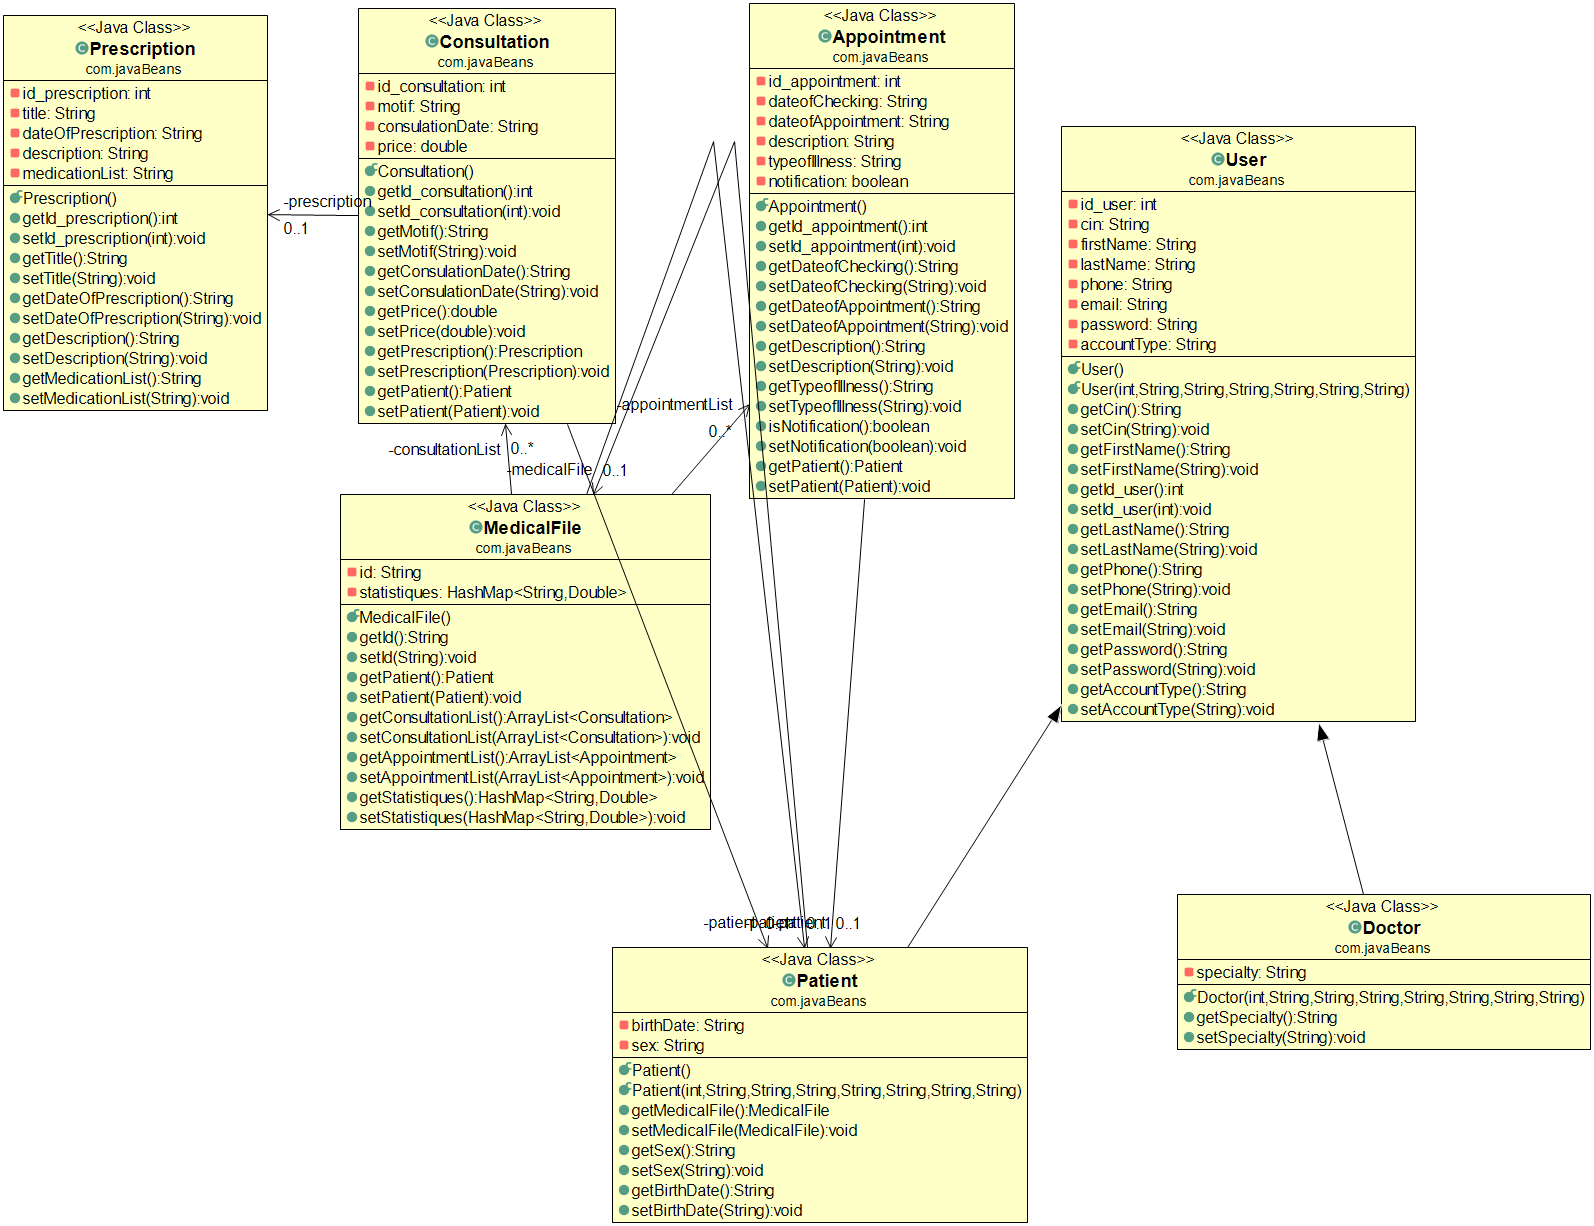 <<Java Class>>
Prescription
com.javaBeans
id_prescription: int
title: String
dateOfPrescription: String
description: String
medicationList: String
Prescription()
getId_prescription():int
setId_prescription(int):void
getTitle():String
setTitle(String):void
getDateOfPrescription():String
setDateOfPrescription(String):void
getDescription():String
setDescription(String):void
getMedicationList():String
setMedicationList(String):void
-prescription
0..1
<<Java Class>>
Consultation
com.javaBeans
id_consultation: int
motif: String
consulationDate: String
price: double
Consultation()
getId_consultation():int
setId_consultation(int):void
getMotif():String
setMotif(String):void
getConsulationDate():String
setConsulationDate(String):void
getPrice():double
setPrice(double):void
getPrescription():Prescription
setPrescription(Prescription):void
getPatient():Patient
setPatient(Patient):void
<<Java Class>>
Appointment
com.javaBeans
id_appointment: int
dateofChecking: String
dateofAppointment: String
description: String
typeofIllness: String
notification: boolean
Appointment()
getId_appointment():int
setId_appointment(int):void
getDateofChecking():String
setDateofChecking(String):void
getDateofAppointment():String
setDateofAppointment(String):void
getDescription():String
setDescription(String):void
getTypeofIllness():String
setTypeofIllness(String):void
isNotification():boolean
setNotification(boolean):void
getPatient():Patient
setPatient(Patient):void
<<Java Class>>
User
com.javaBeans
id_user: int
cin: String
firstName: String
lastName: String
phone: String
email: String
password: String
accountType: String
User()
User(int,String,String,String,String,String,String)
getCin():String
setCin(String):void
getFirstName():String
setFirstName(String):void
getId_user():int
setId_user(int):void
getLastName():String
setLastName(String):void
getPhone():String
setPhone(String):void
getEmail():String
setEmail(String):void
getPassword():String
setPassword(String):void
getAccountType():String
setAccountType(String):void
-appointmentList
0..*
-consultationList 0..*
-medicalFile 0..1
<<Java Class>>
MedicalFile
com.javaBeans
id: String
statistiques: HashMap<String,Double>
MedicalFile()
getId():String
setId(String):void
getPatient():Patient
setPatient(Patient):void
getConsultationList():ArrayList<Consultation>
setConsultationList(ArrayList<Consultation>):void
getAppointmentList():ArrayList<Appointment>
setAppointmentList(ArrayList<Appointment>):void
getStatistiques():HashMap<String,Double>
setStatistiques(HashMap<String,Double>):void
-patient
-patient
0..1 0..1
<<Java Class>>
Patient
com.javaBeans
birthDate: String
sex: String
Patient()
Patient(int,String,String,String,String,String,String,String)
getMedicalFile():MedicalFile
setMedicalFile(MedicalFile):void
getSex():String
setSex(String):void
getBirthDate():String
setBirthDate(String):void
<<Java Class>>
Doctor
com.javaBeans
specialty: String
Doctor(int,String,String,String,String,String,String,String)
getSpecialty():String
setSpecialty(String):void